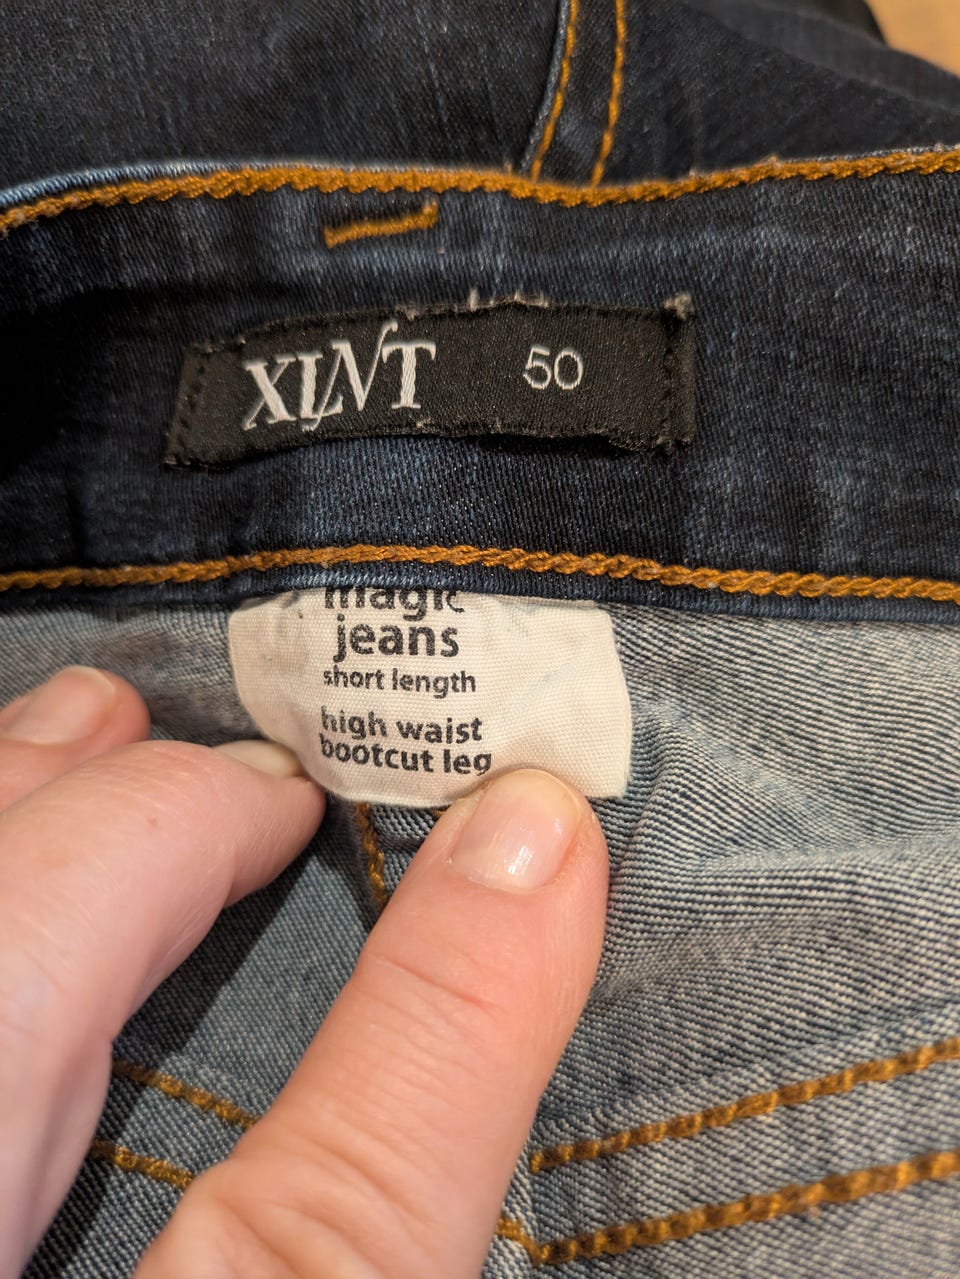 XLNT 50
magic
jeans
short length
high waist
bootcut leg